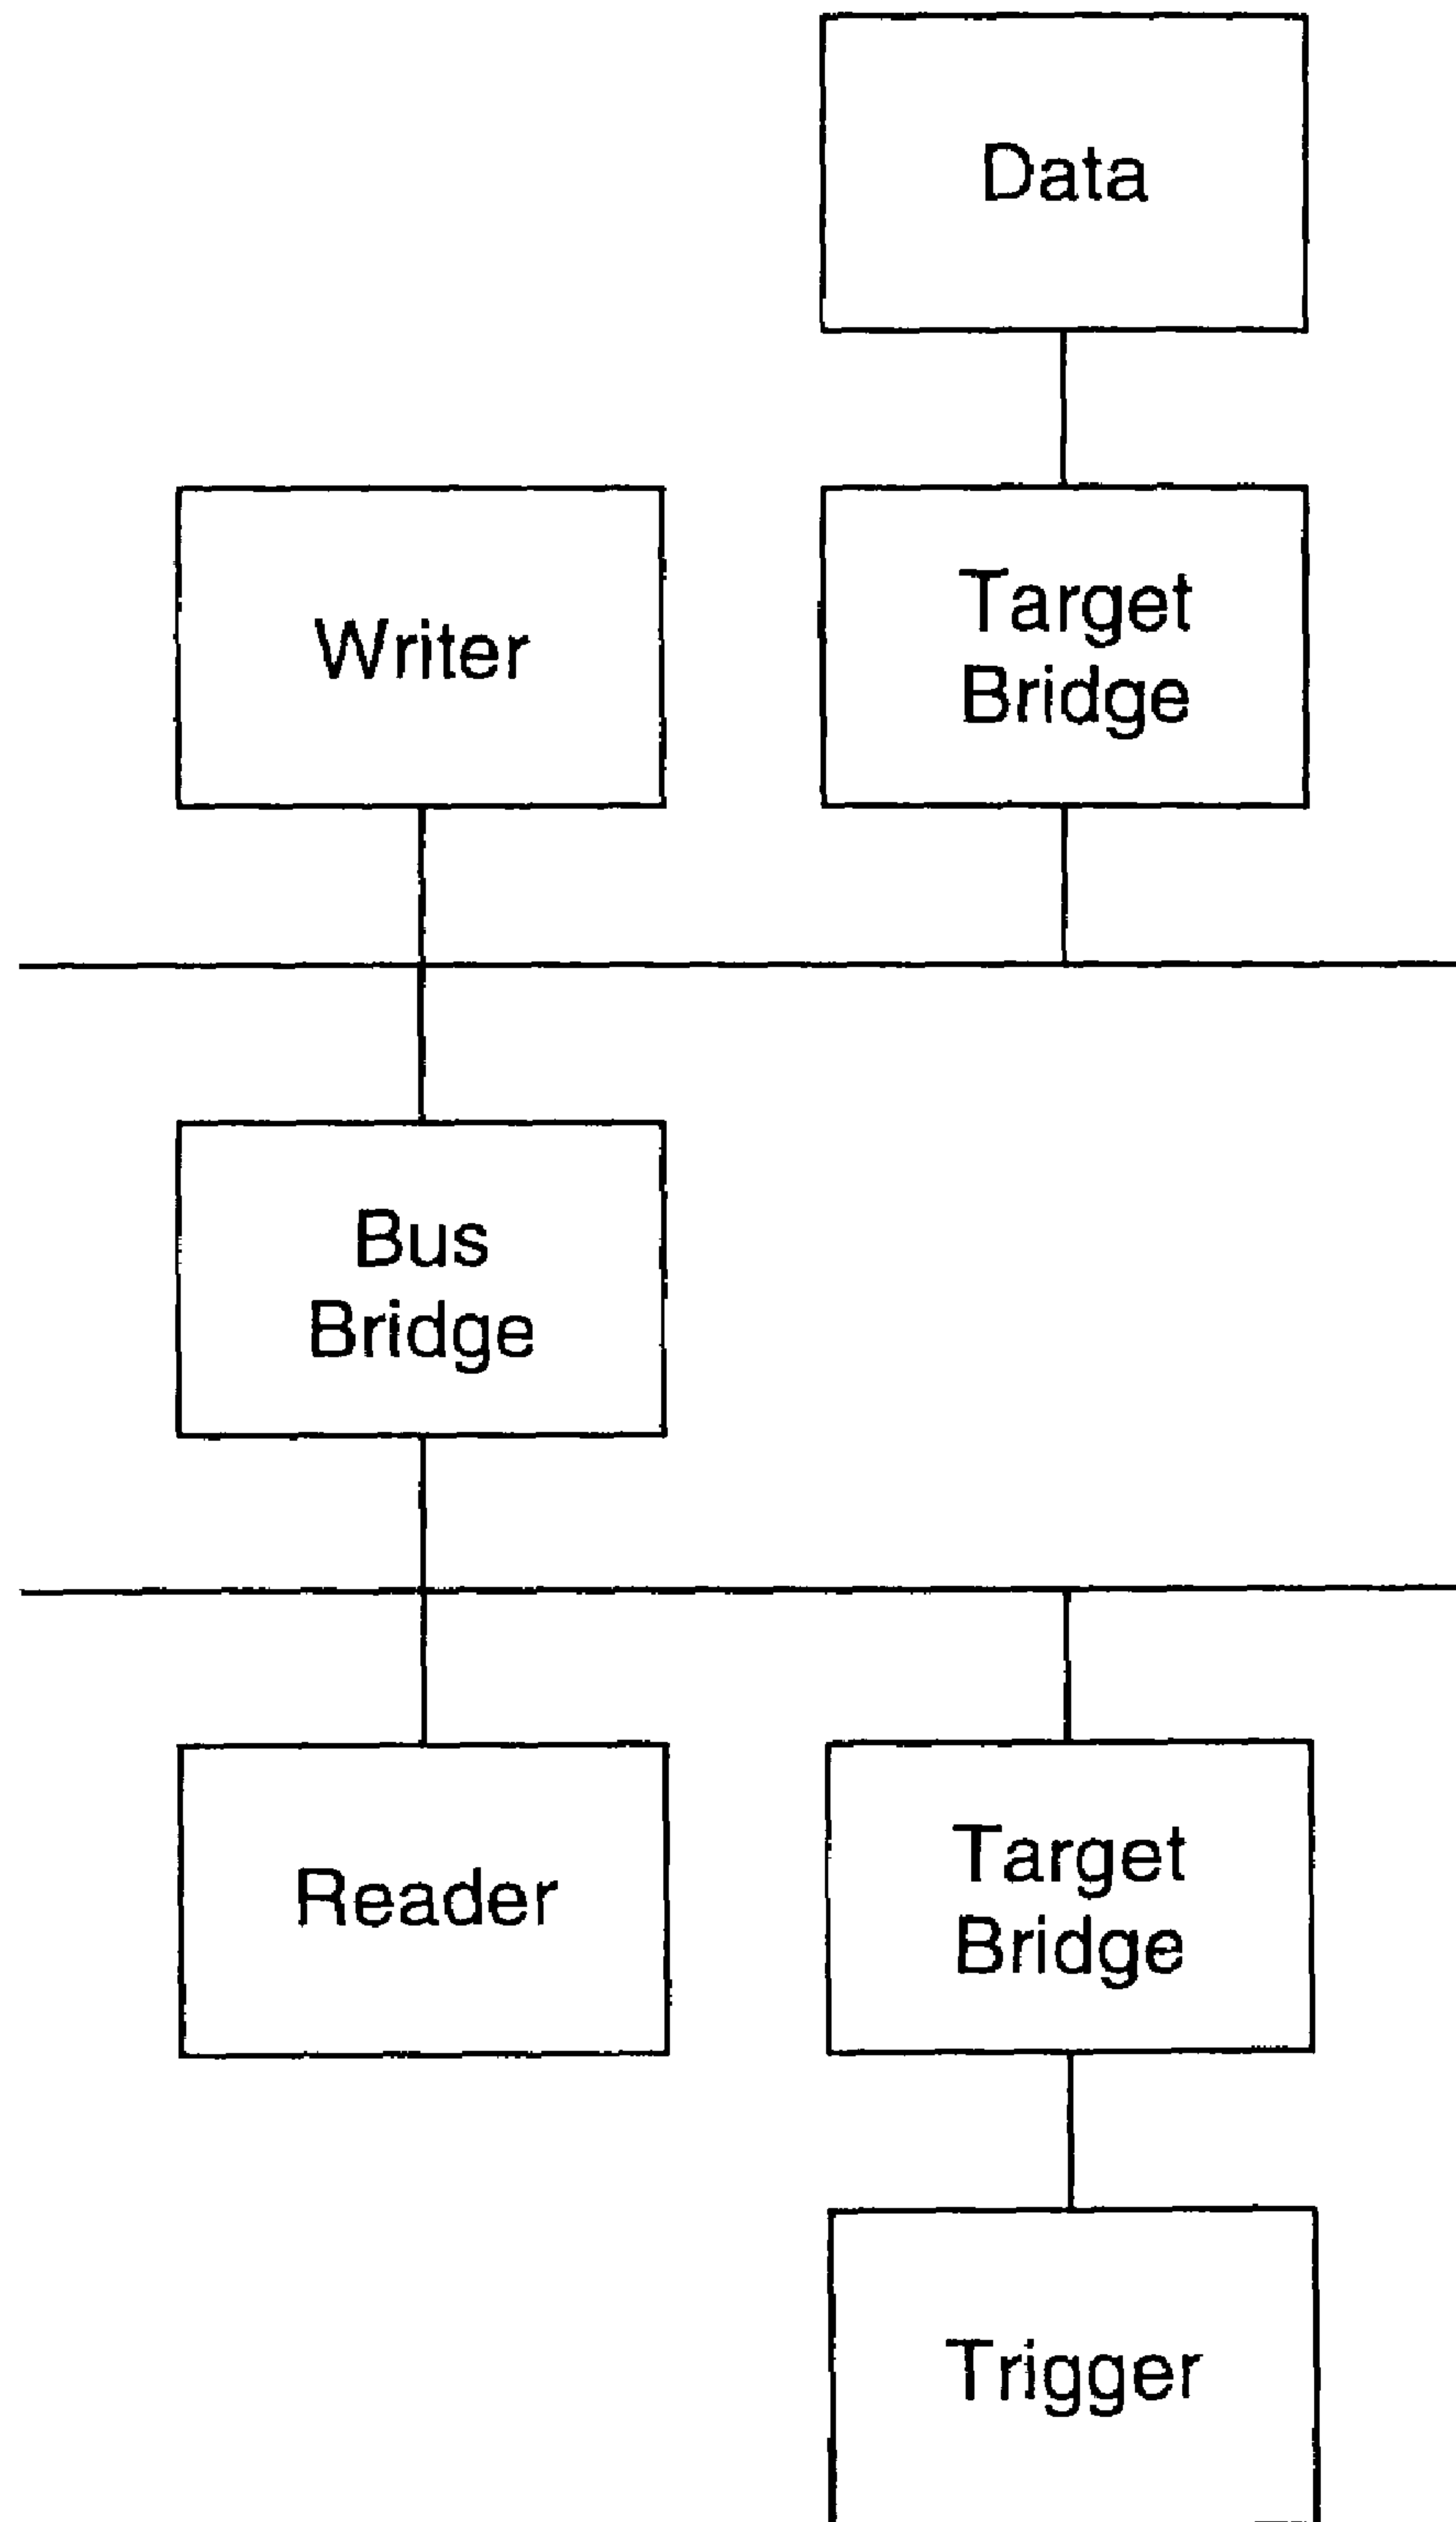 Data
Writer
Target
Bridge
Bus
Bridge
Reader
Target
Bridge
Trigger